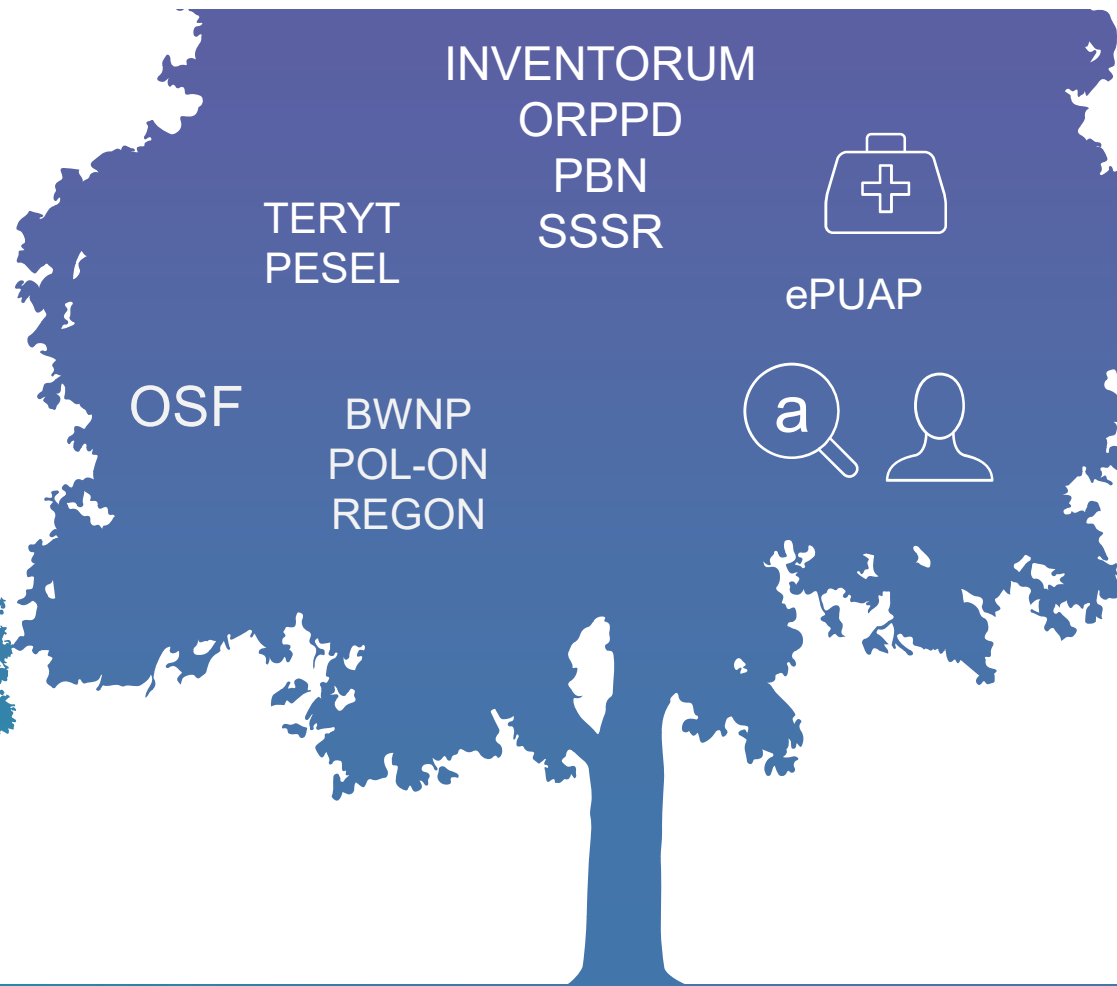 INVENTORUM
ORPPD
PBN
SSSR
TERYT
PESEL
ePUAP
OSF
BWNP
POL-ON
REGON
a